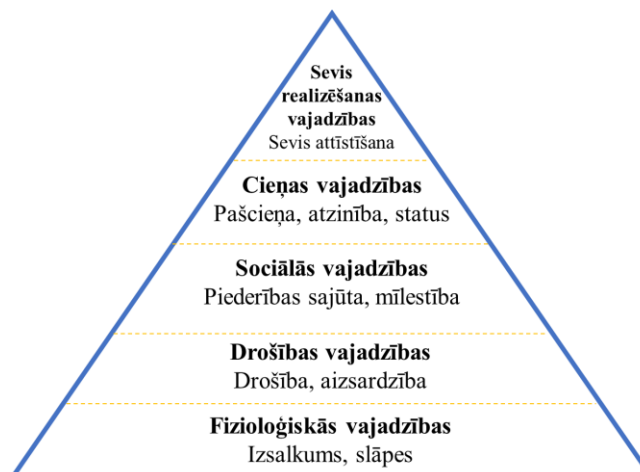 Sevis
realizēšanas
vajadzības
Sevis attīstīšana
Cieņas vajadzības
Pašcieņa, atzinība, status
Sociālās vajadzības
Piederības sajūta, mīlestība
Drošības vajadzības
Drošība, aizsardzība
Fizioloģiskās vajadzības
Izsalkums, slāpes